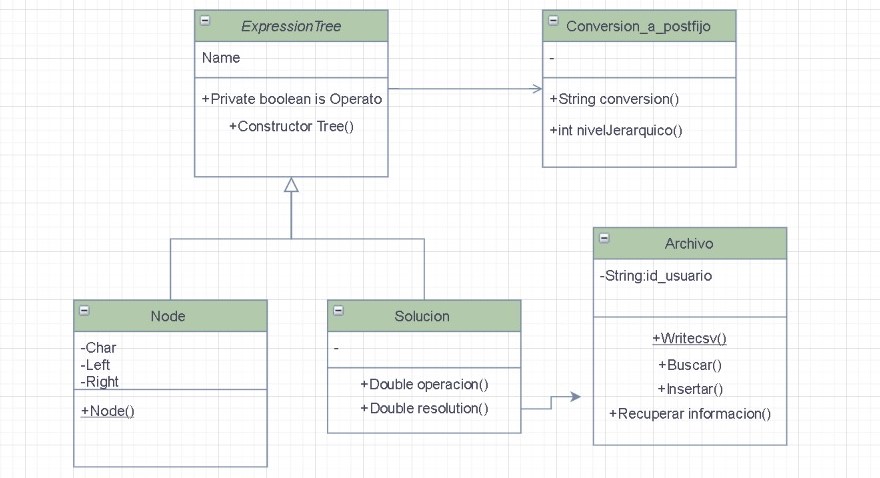 ExpressionTree
Name
+Private boolean is Operato
+Constructor Tree()
Conversion_a_postfijo
-
+String conversion()
+int nivelJerarquico()
Archivo
-String:id_usuario
+Writecsv()
+Buscar()
+Insertar()
+Recuperar informacion()
Node
-Char
-Left
-Right
+Node()
Solucion
-
+Double operacion()
+Double resolution()